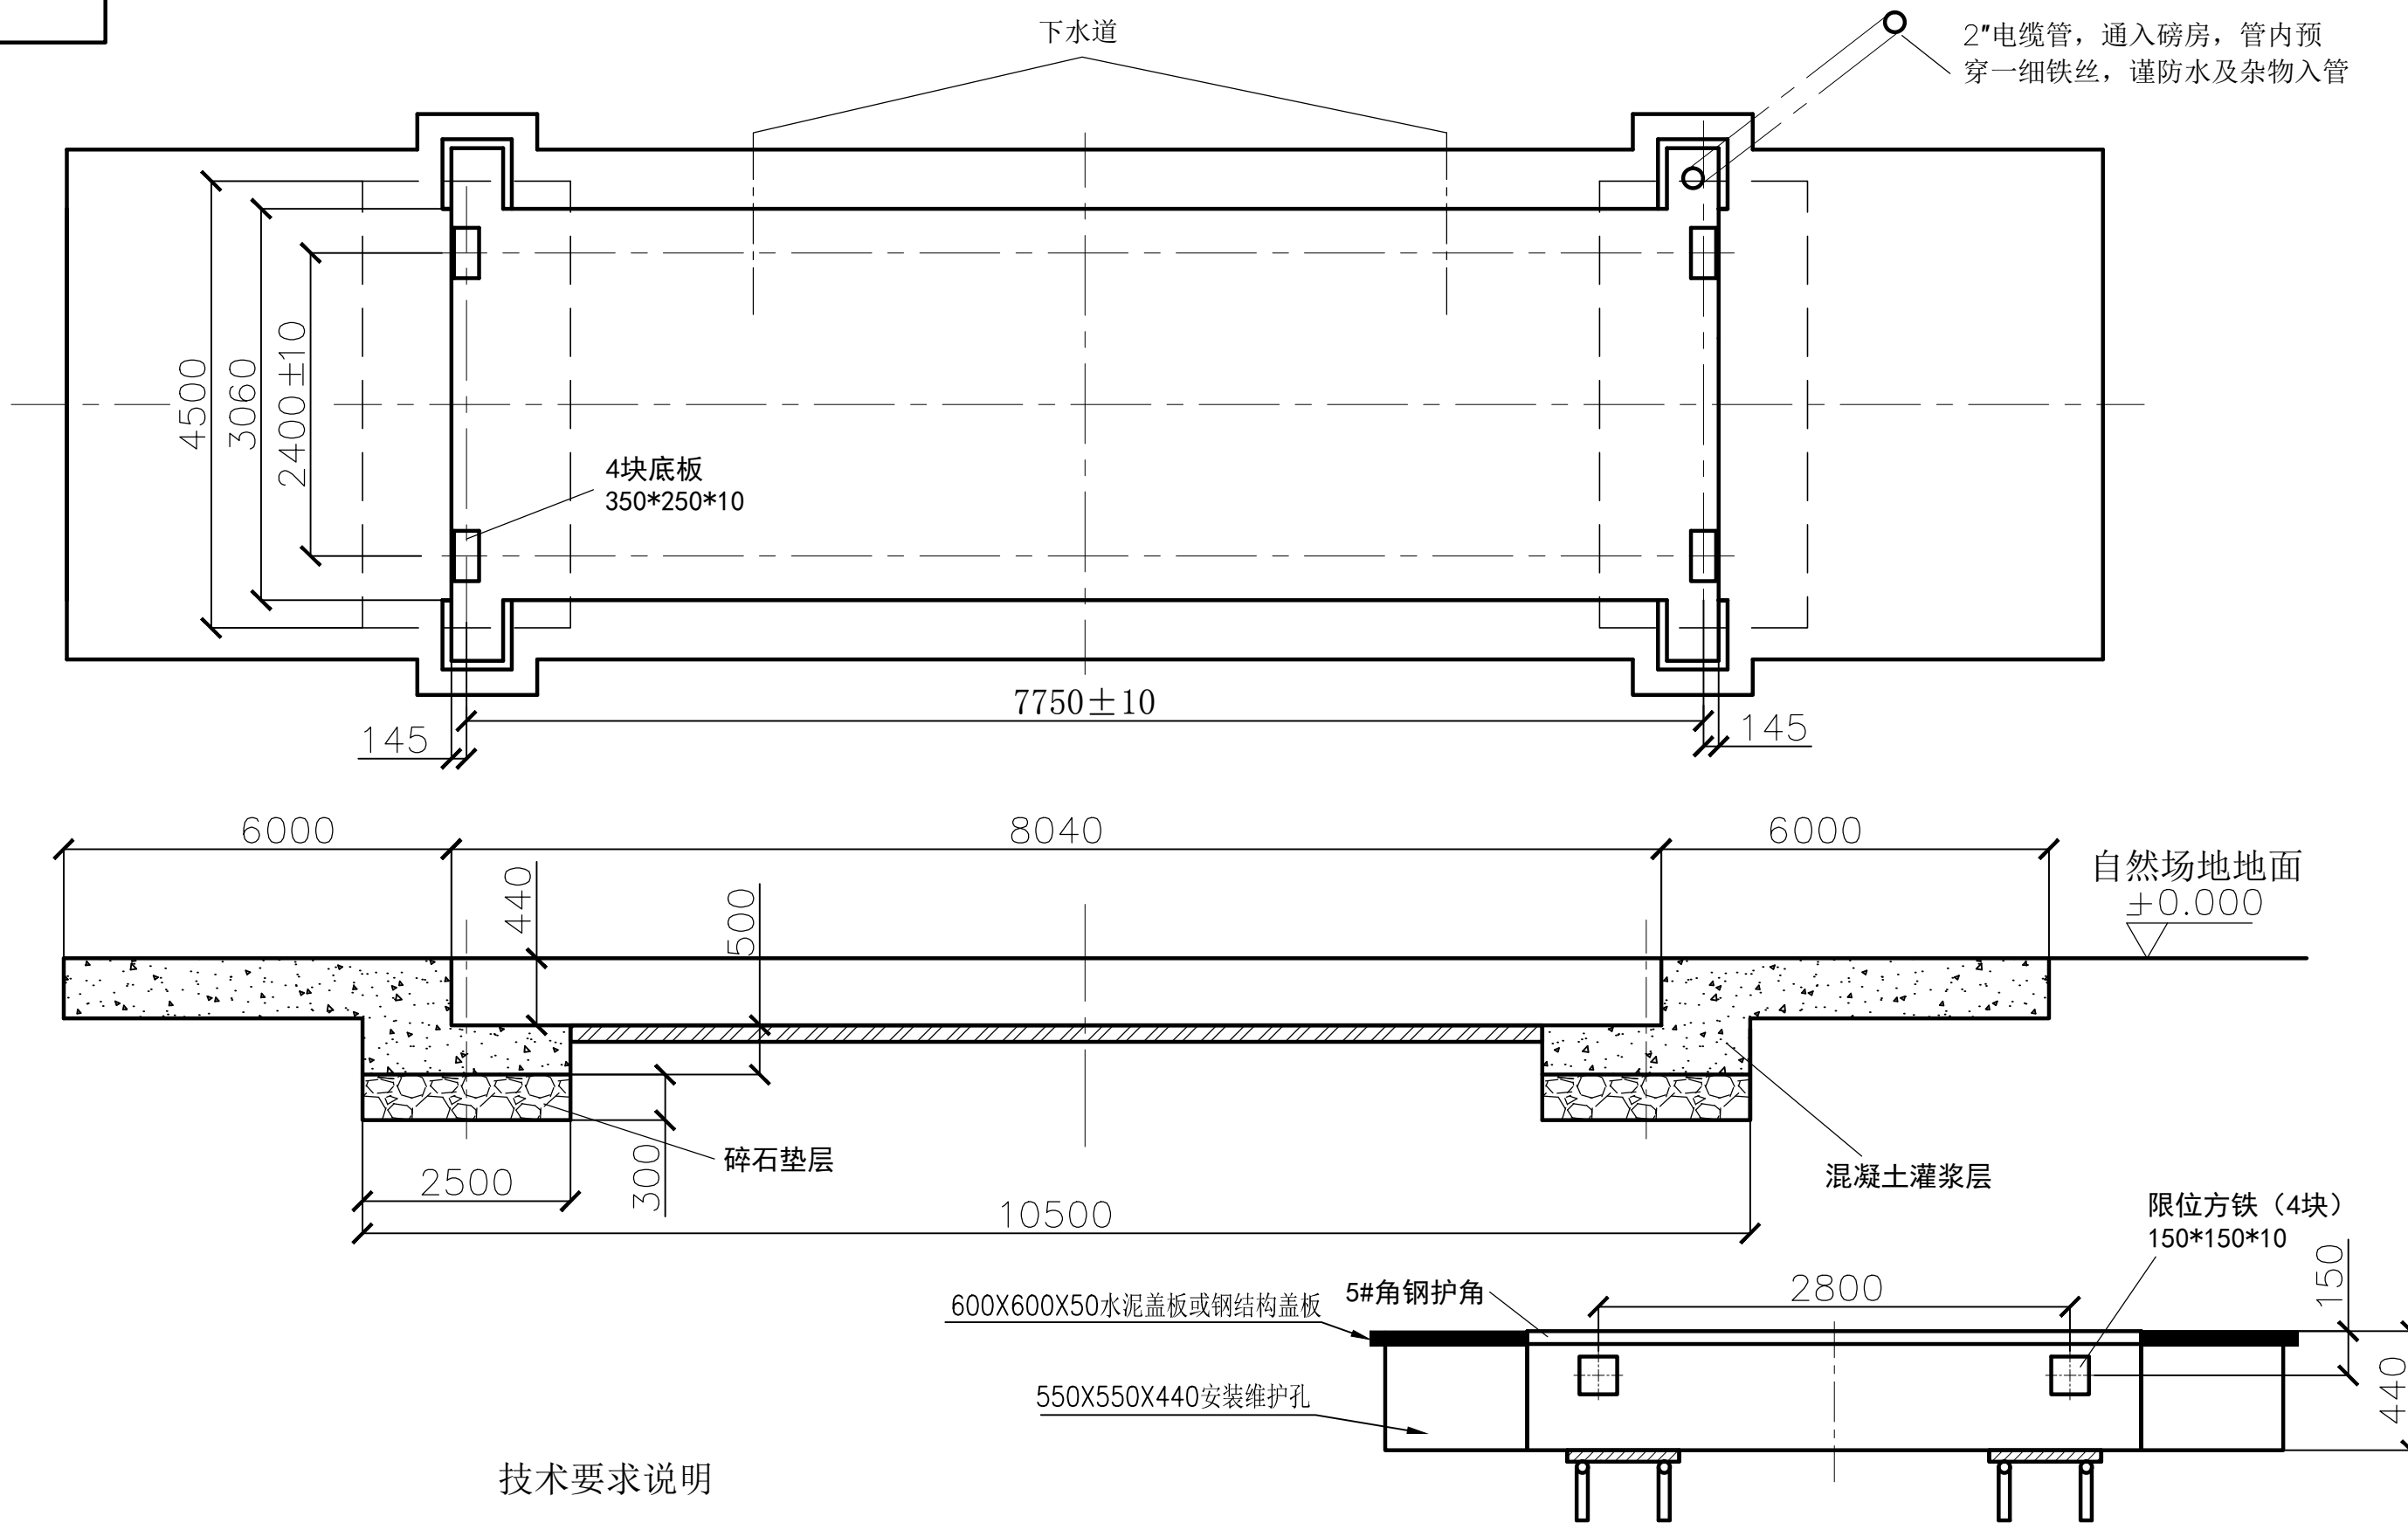 下水道
2"电缆管，通入磅房，管内预
穿一细铁丝，谨防水及杂物入管
4500
3060
2400±10
4块底板
350*250*10
7750±10
145
145
6000
8040
6000
440
500
自然场地地面
±0.000
碎石垫层
300
2500
10500
混凝土灌浆层
限位方铁（4块）
150*150*10
600X600X50水泥盖板或钢结构盖板
5#角钢护角
2800
150
440
550X550X440安装维护孔
技术要求说明